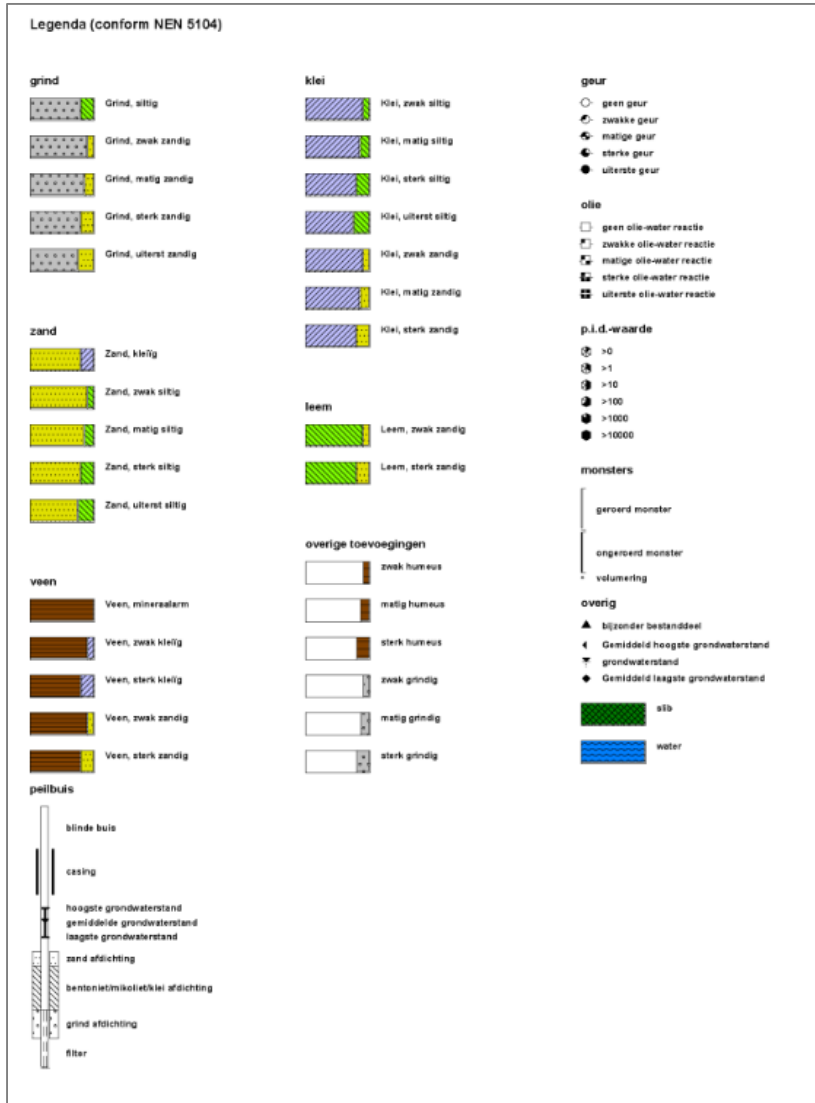 Legenda (conform NEN 5104)
grind
Grind, siltig
Grind, zwak zandig
Grind, matig zandig
Grind, sterk zandig
Grind, uiterst zandig
zand
Zand, kleiïg
Zand, zwak siltig
Zand, matig siltig
Zand, sterk siltig
Zand, uiterst siltig
veen
Veen, mineraalarm
Veen, zwak kleiïg
Veen, sterk kleiïg
Veen, zwak zandig
Veen, sterk zandig
peilbuis
blinde buis
casing
hoogste grondwaterstand
gemiddelde grondwaterstand
laagste grondwaterstand
zand afdichting
bentoniet/mikoliet/klei afdichting
grind afdichting
filter
klei
Klei, zwak siltig
Klei, matig siltig
Klei, sterk siltig
Klei, uiterst siltig
Klei, zwak zandig
Klei, matig zandig
Klei, sterk zandig
leem
Leem, zwak zandig
Leem, sterk zandig
overige toevoegingen
zwak humeus
matig humeus
sterk humeus
zwak grindig
matig grindig
sterk grindig
geur
geen geur
zwakke geur
matige geur
sterke geur
uiterste geur
olie
geen olie-water reactie
zwakke olie-water reactie
matige olie-water reactie
sterke olie-water reactie
uiterste olie-water reactie
p.i.d.-waarde
>0
>1
>10
>100
>1000
>10000
monsters
geroerd monster
ongeroerd monster
volumering
overig
bijzonder bestanddeel
Gemiddeld hoogste grondwaterstand
grondwaterstand
Gemiddeld laagste grondwaterstand
slib
water